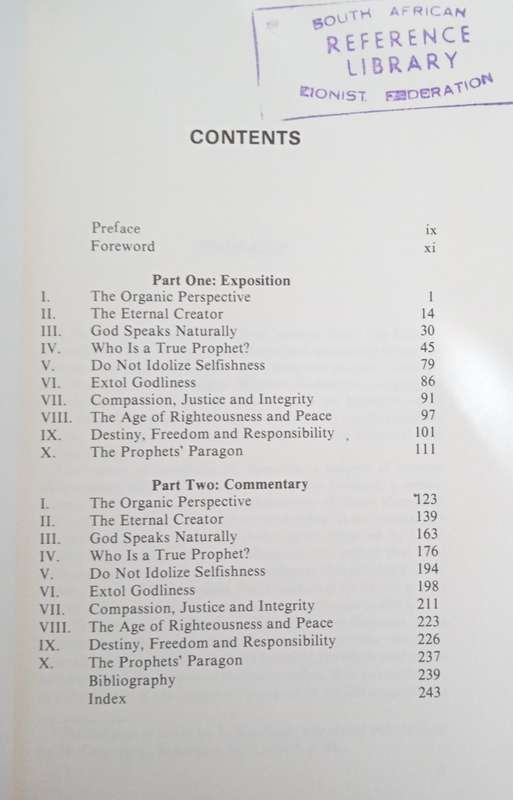 SOUTH AFRICAN
REFERENCE
LIBRARY
ZIONIST FEDERATION
CONTENTS
Preface ix
Foreword xi
Part One: Exposition
I. The Organic Perspective 1
II. The Eternal Creator 14
III. God Speaks Naturally 30
IV. Who Is a True Prophet? 45
V. Do Not Idolize Selfishness 79
VI. Extol Godliness 86
VII. Compassion, Justice and Integrity 91
VIII. The Age of Righteousness and Peace 97
IX. Destiny, Freedom and Responsibility 101
X. The Prophets' Paragon 111
Part Two: Commentary
I. The Organic Perspective 123
II. The Eternal Creator 139
III. God Speaks Naturally 163
IV. Who Is a True Prophet? 176
V. Do Not Idolize Selfishness 194
VI. Extol Godliness 198
VII. Compassion, Justice and Integrity 211
VIII. The Age of Righteousness and Peace 223
IX. Destiny, Freedom and Responsibility 226
X. The Prophets' Paragon 237
Bibliography 239
Index 243